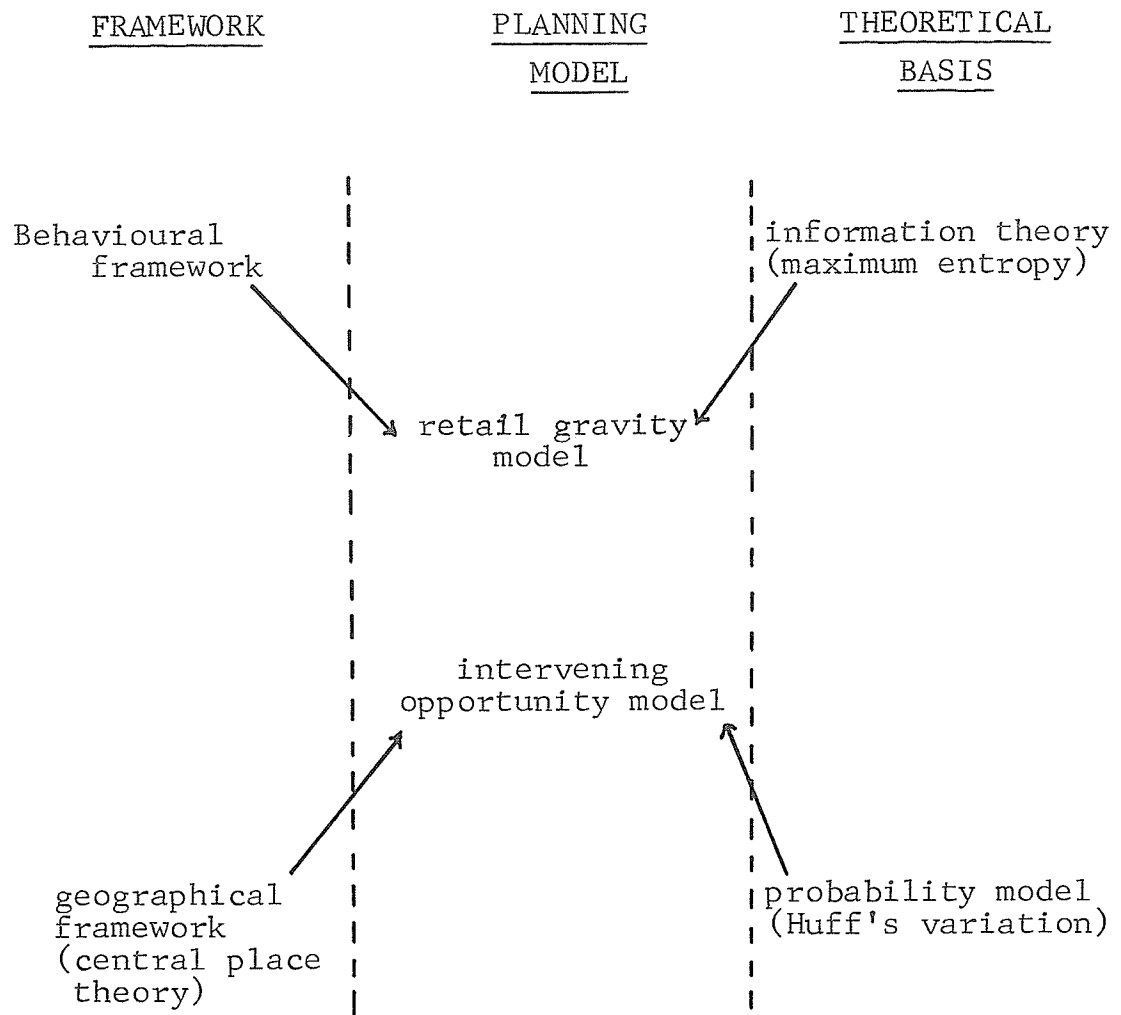 FRAMEWORK
PLANNING
MODEL
THEORETICAL
BASIS
Behavioural
framework
information theory
(maximum entropy)
retail gravity
model
intervening
opportunity model
geographical
framework
(central place
theory)
probability model
(Huff's variation)